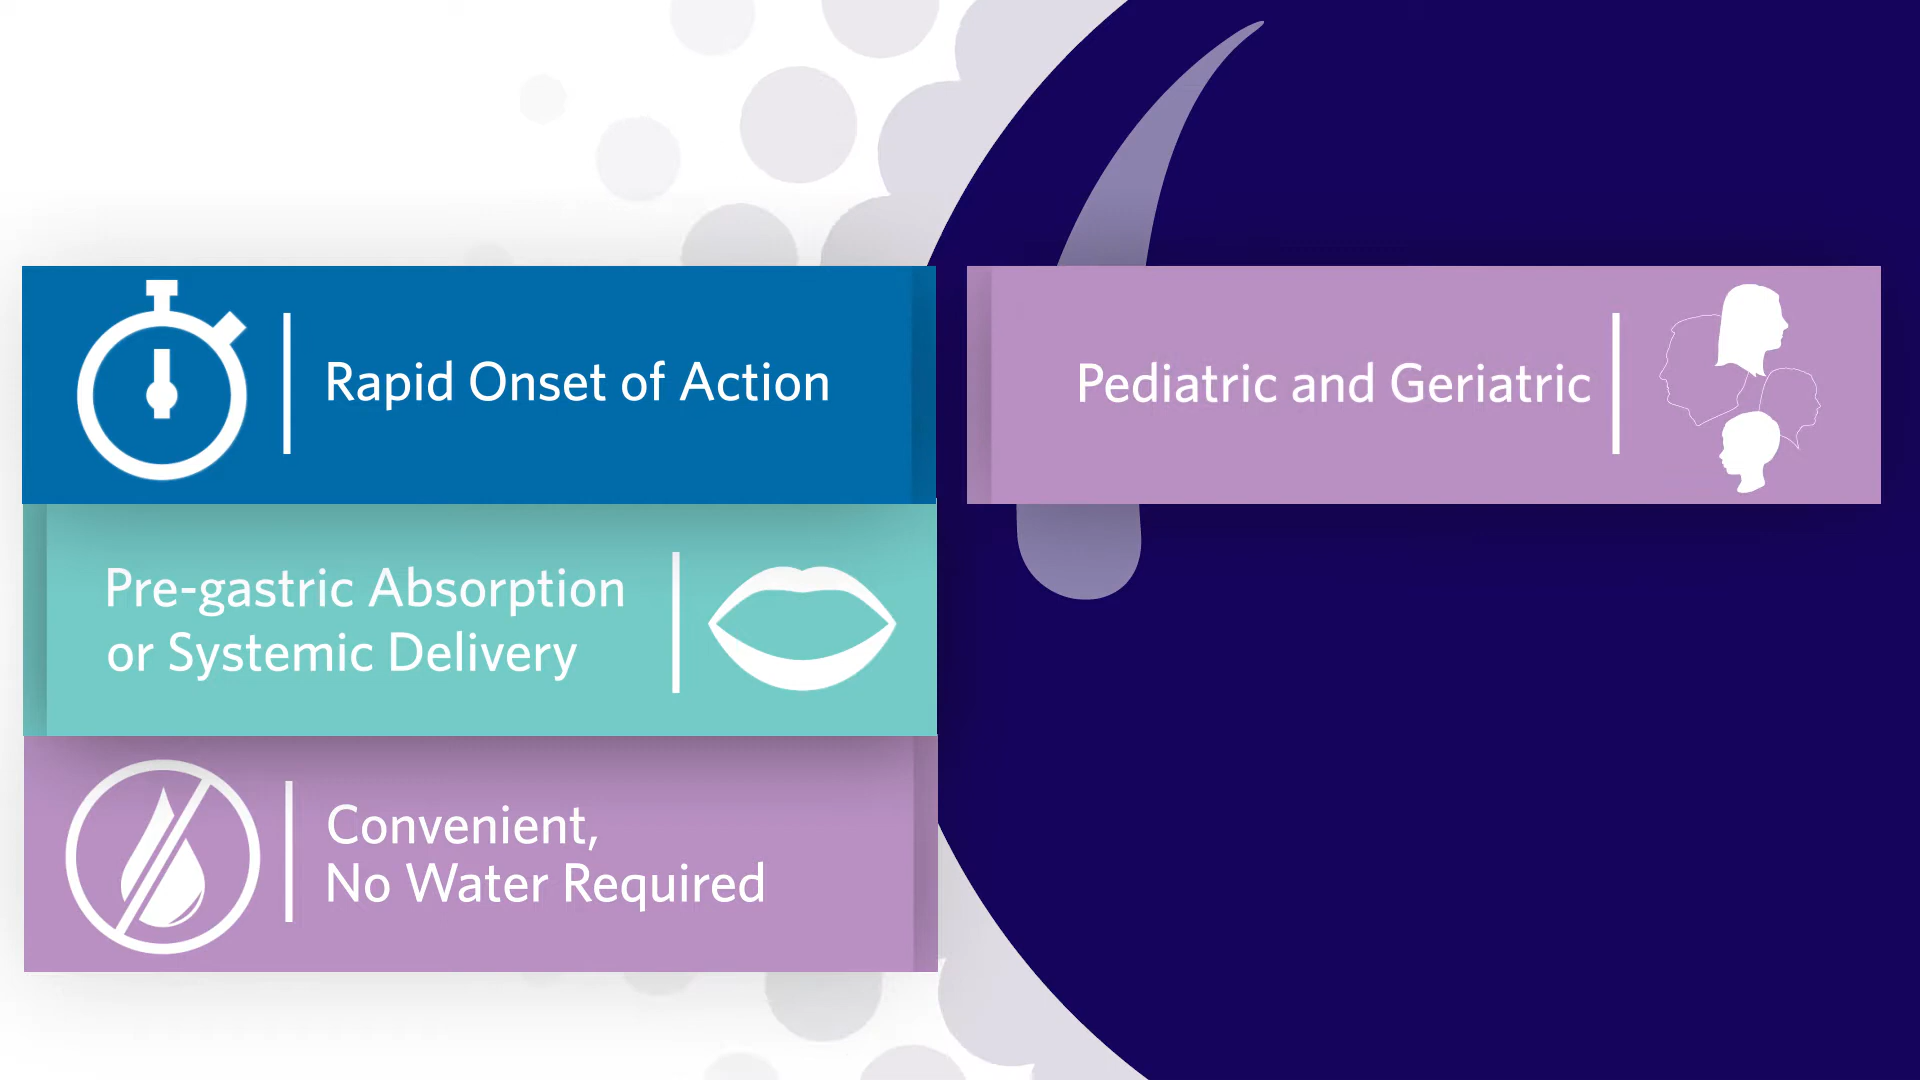 Rapid Onset of Action
Pre-gastric Absorption
or Systemic Delivery
Convenient,
No Water Required
Pediatric and Geriatric